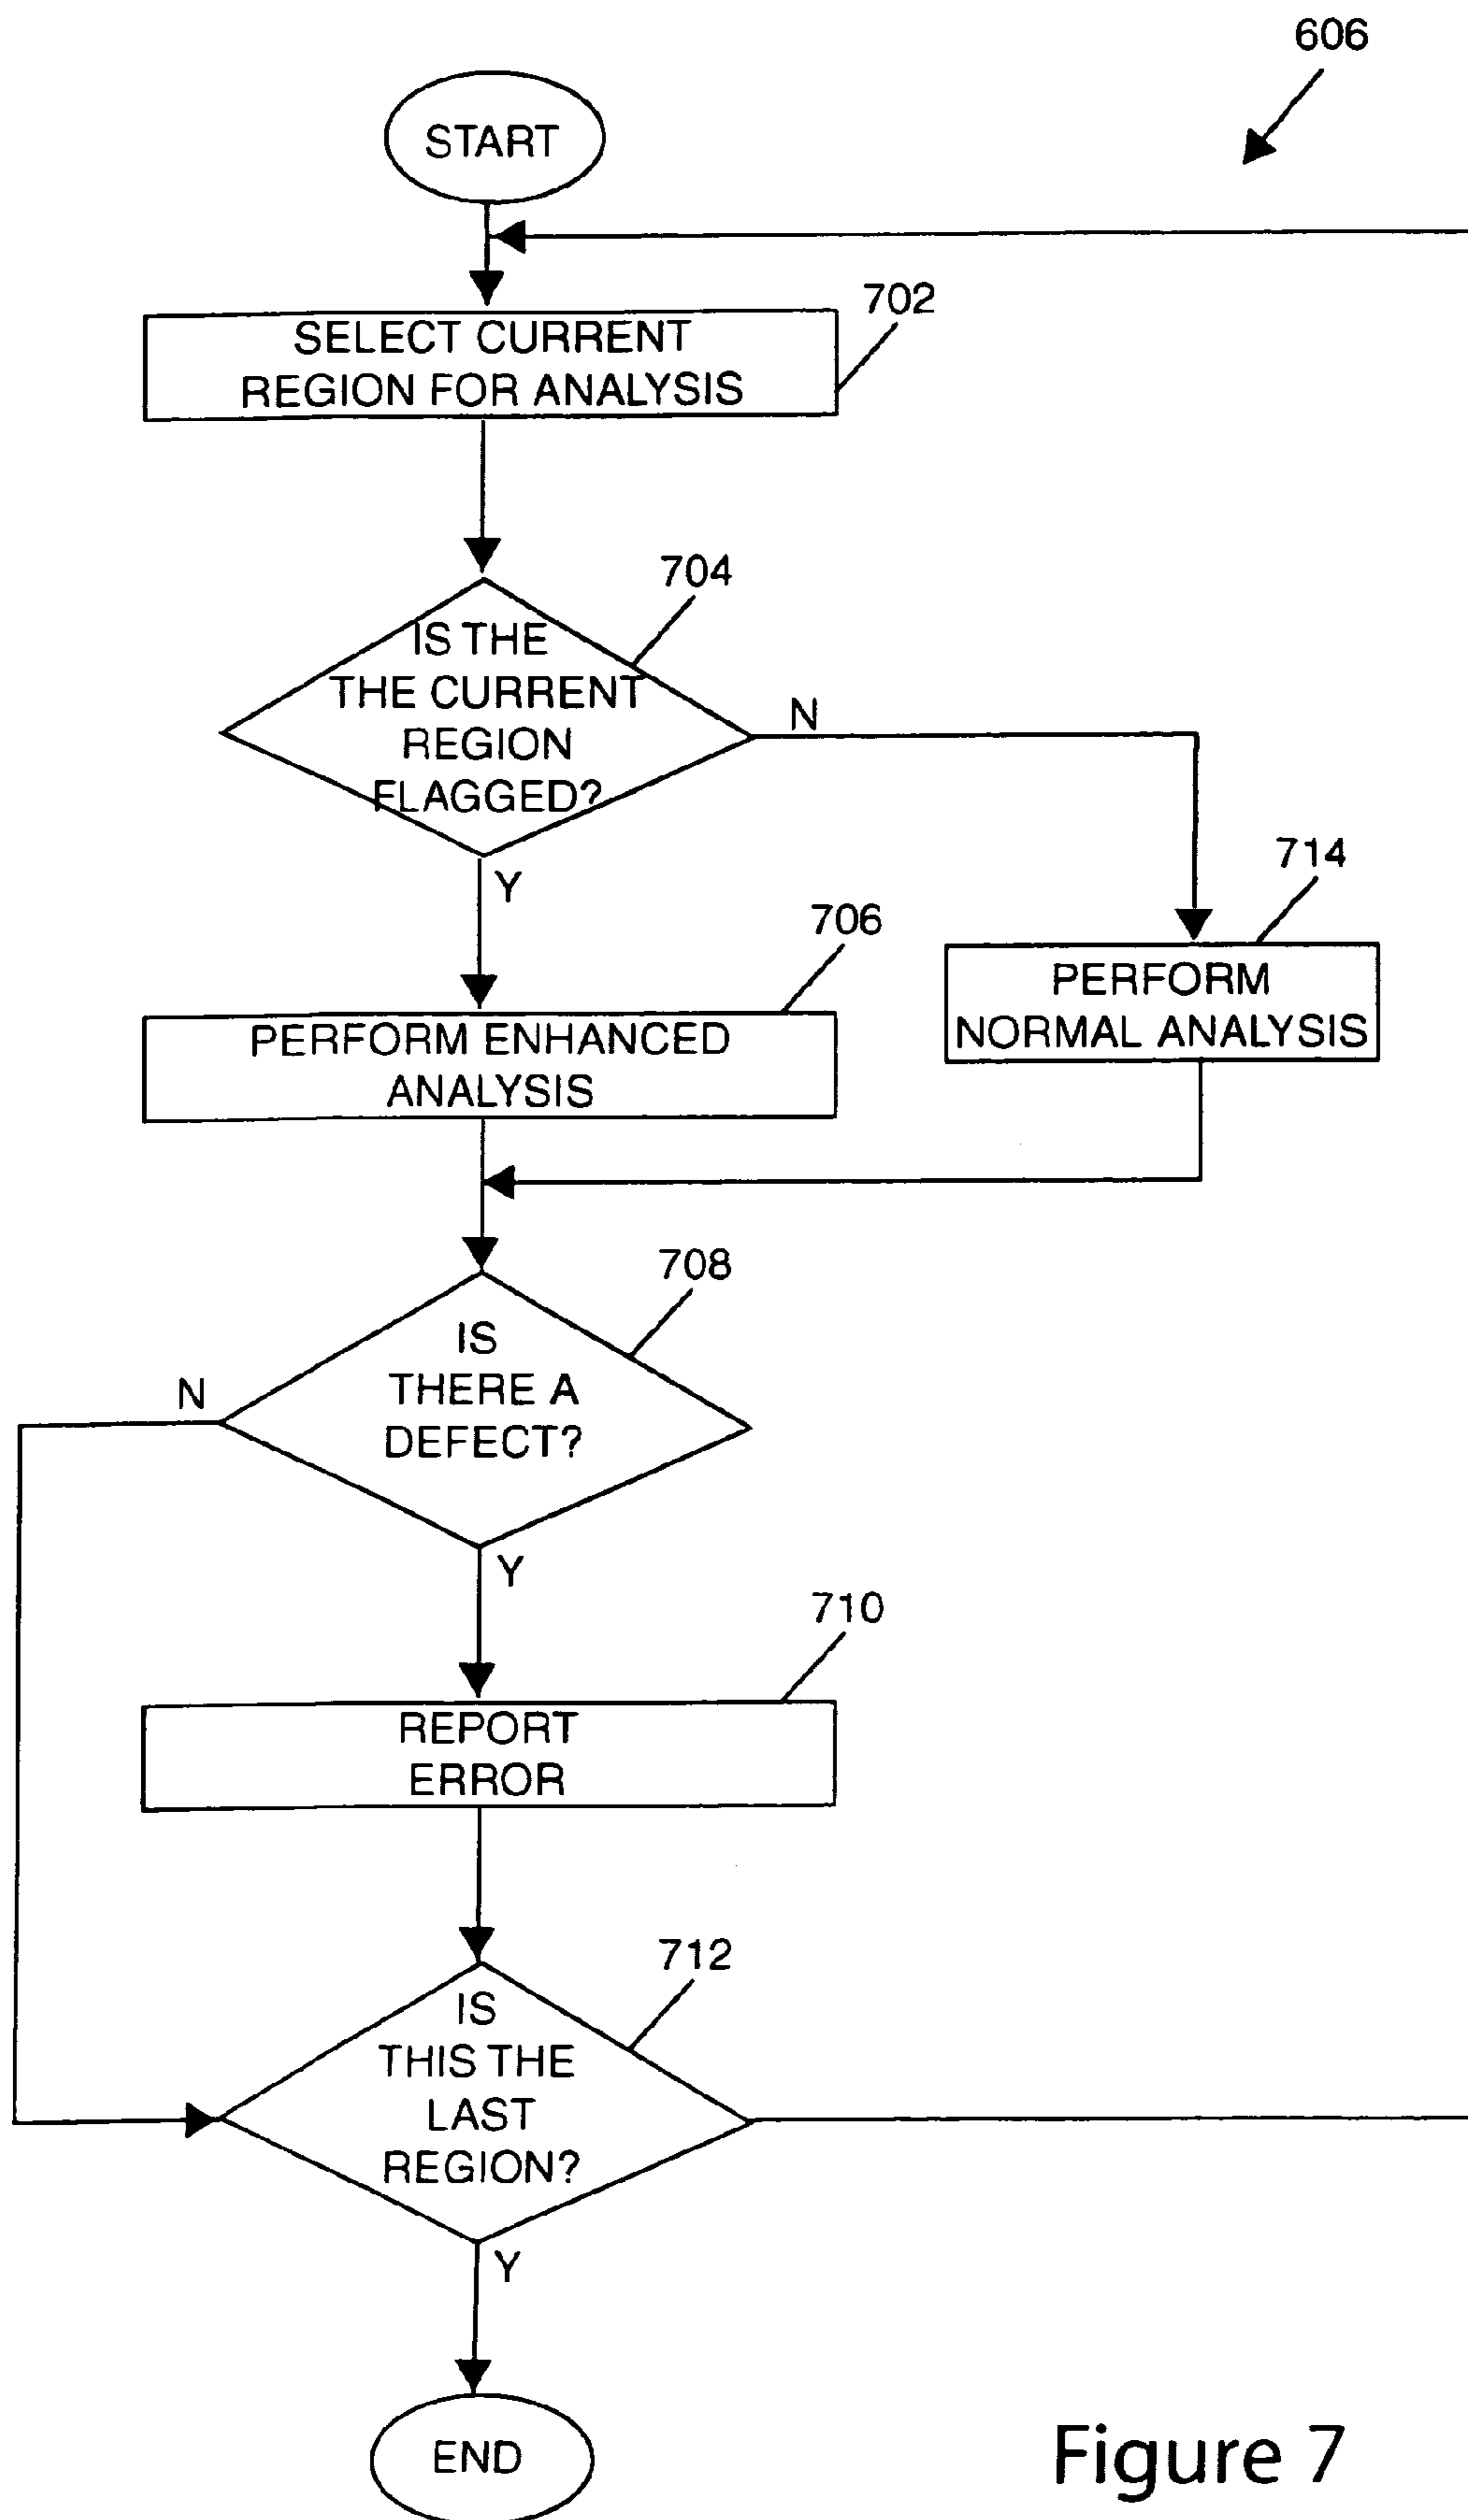 606
START
702
SELECT CURRENT
REGION FOR ANALYSIS
704
IS THE
THE CURRENT
REGION
FLAGGED?
N
Y
714
PERFORM
NORMAL ANALYSIS
706
PERFORM ENHANCED
ANALYSIS
708
IS
THERE A
DEFECT?
N
Y
710
REPORT
ERROR
712
IS
THIS THE
LAST
REGION?
Y
END
Figure 7